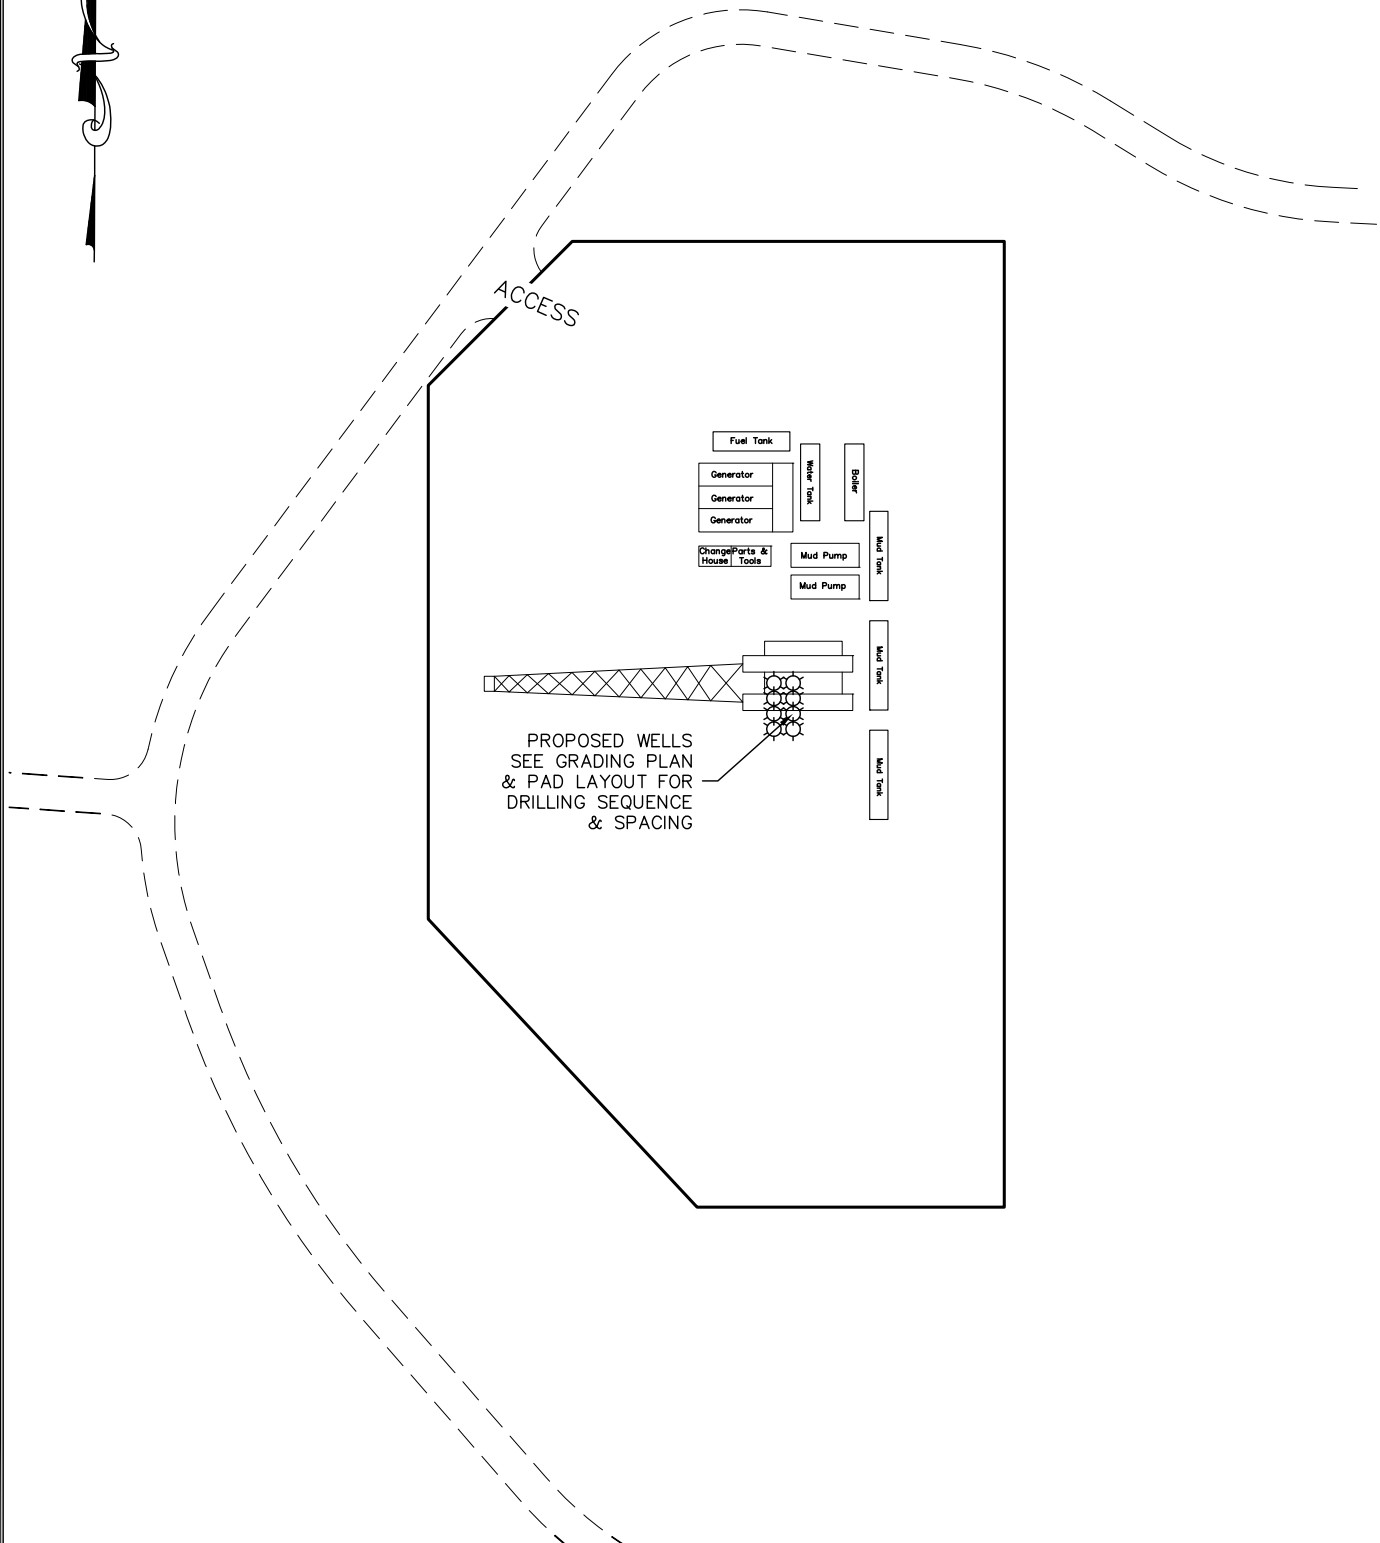 ACCESS
Fuel Tank
Generator
Generator
Generator
Water Tank
Boiler
Change
House
Parts &
Tools
Mud Pump
Mud Pump
Mud Tank
Mud Tank
Mud Tank
PROPOSED WELLS
SEE GRADING PLAN
& PAD LAYOUT FOR
DRILLING SEQUENCE
& SPACING